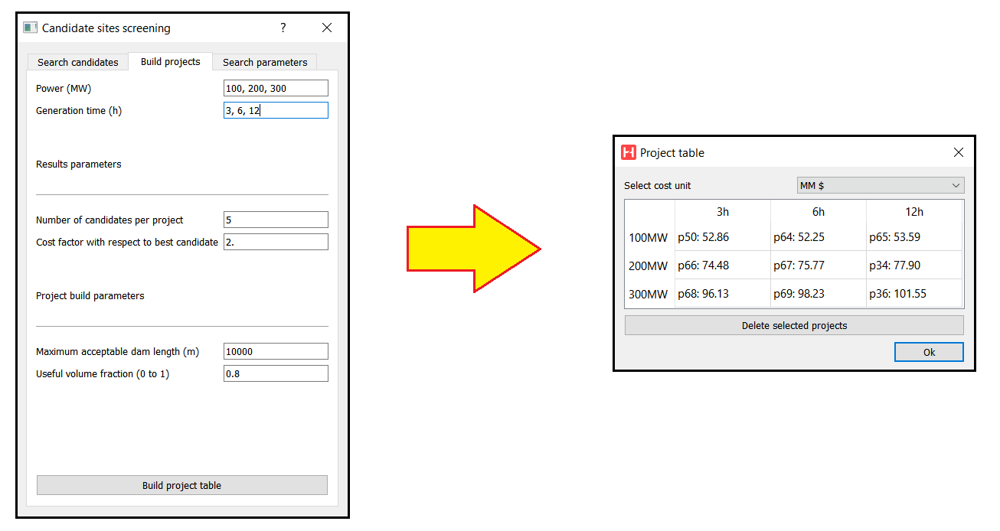 Candidate sites screening
?
Search candidates Build projects Search parameters
Power (MW) 100, 200, 300
Generation time (h) 3, 6, 12
Results parameters
Number of candidates per project 5
Cost factor with respect to best candidate 2.
Project build parameters
Maximum acceptable dam length (m) 10000
Useful volume fraction (0 to 1) 0.8
Build project table
Project table
Select cost unit MM $
3h 6h 12h
100MW p50: 52.86 p64: 52.25 p65: 53.59
200MW p66: 74.48 p67: 75.77 p34: 77.90
300MW p68: 96.13 p69: 98.23 p36: 101.55
Delete selected projects
Ok